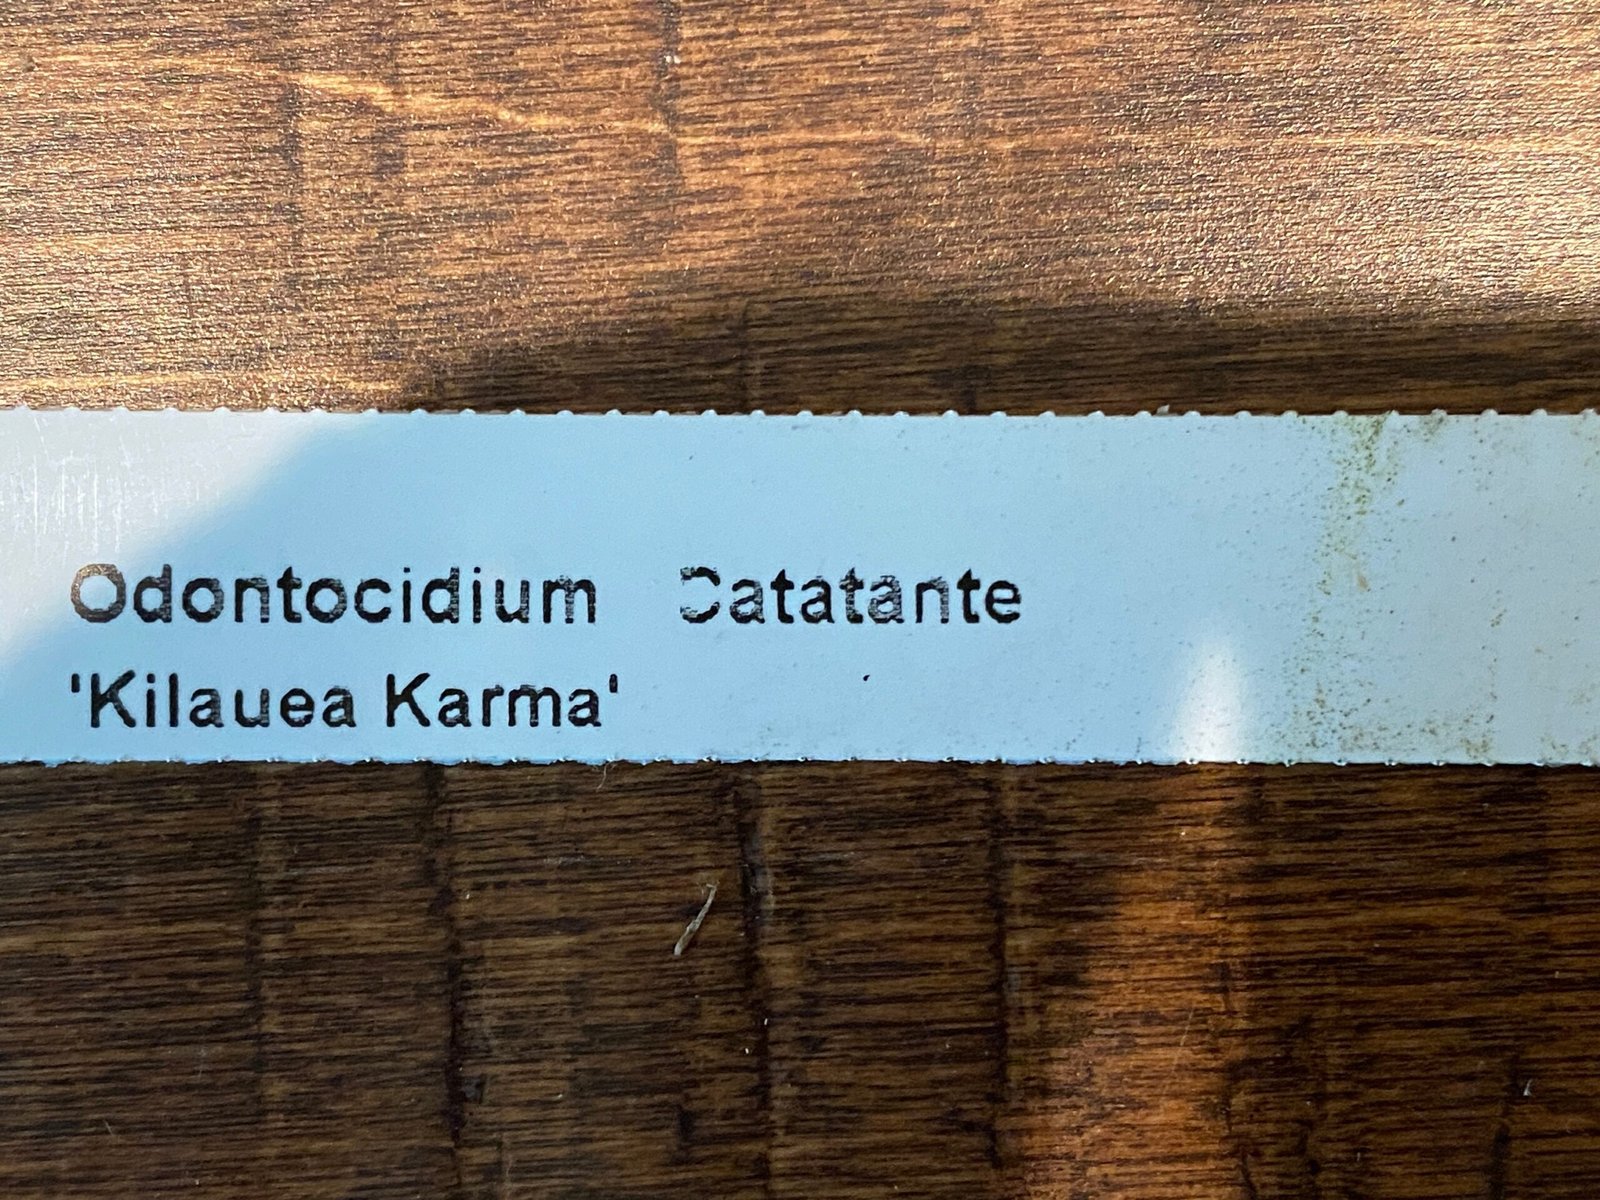 Odontocidium Catatante
'Kilauea Karma'